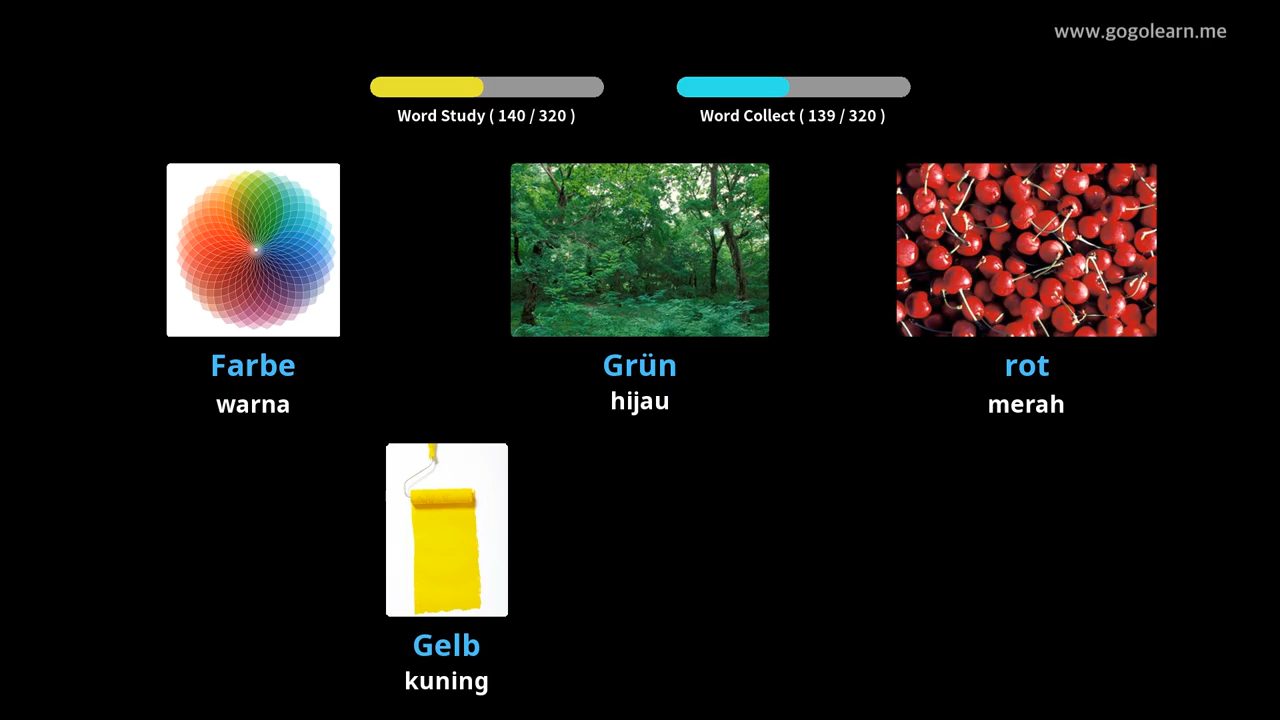 www.gogolearn.me
Word Study ( 140 / 320 )
Word Collect ( 139 / 320 )
Farbe
warna
Grün
hijau
rot
merah
Gelb
kuning